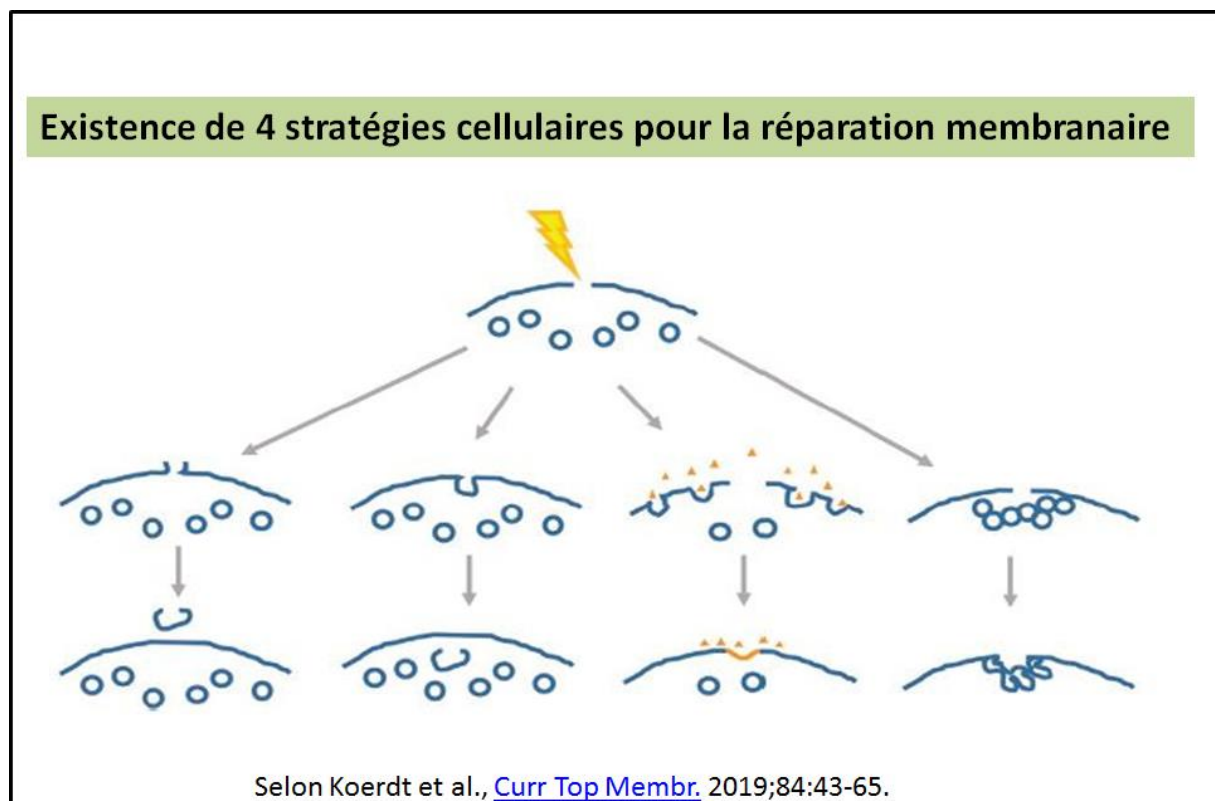 Existence de 4 stratégies cellulaires pour la réparation membranaire
Selon Koerdt et al., Curr Top Membr. 2019;84:43-65.